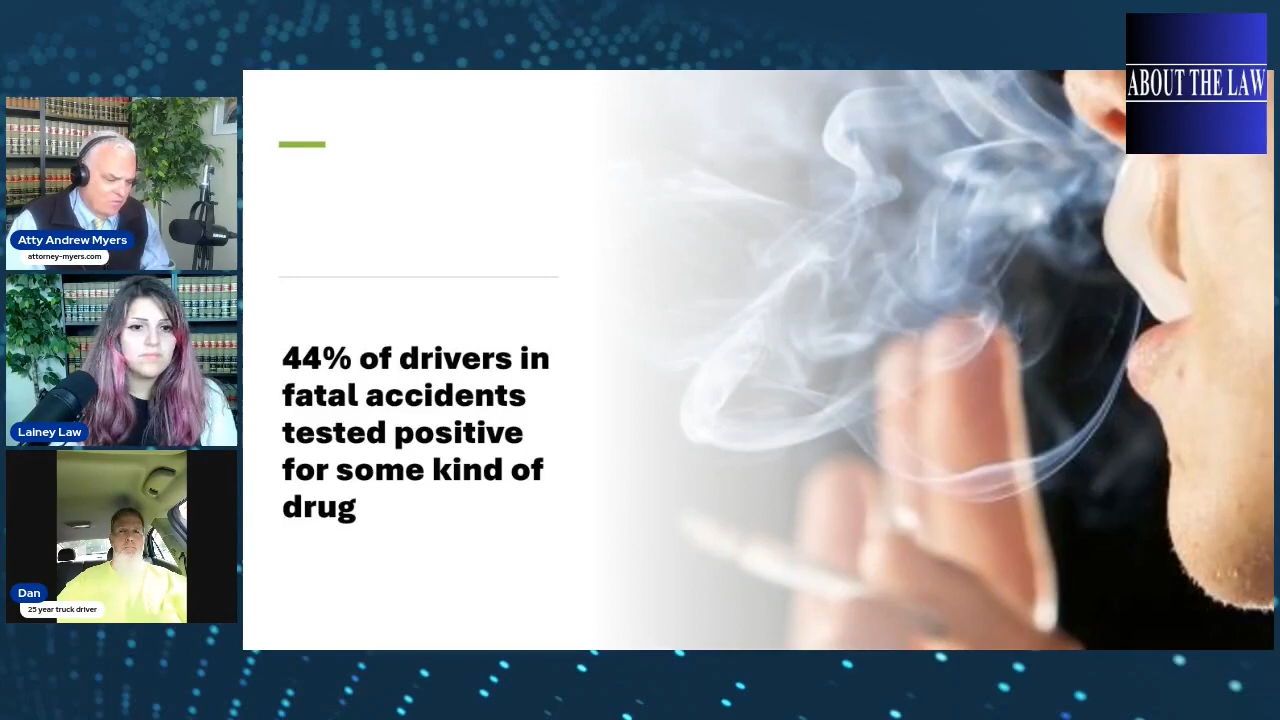 ABOUT THE LAW
Atty Andrew Myers
attorney-myers.com
Lainey Law
Dan
25 year truck driver
44% of drivers in
fatal accidents
tested positive
for some kind of
drug